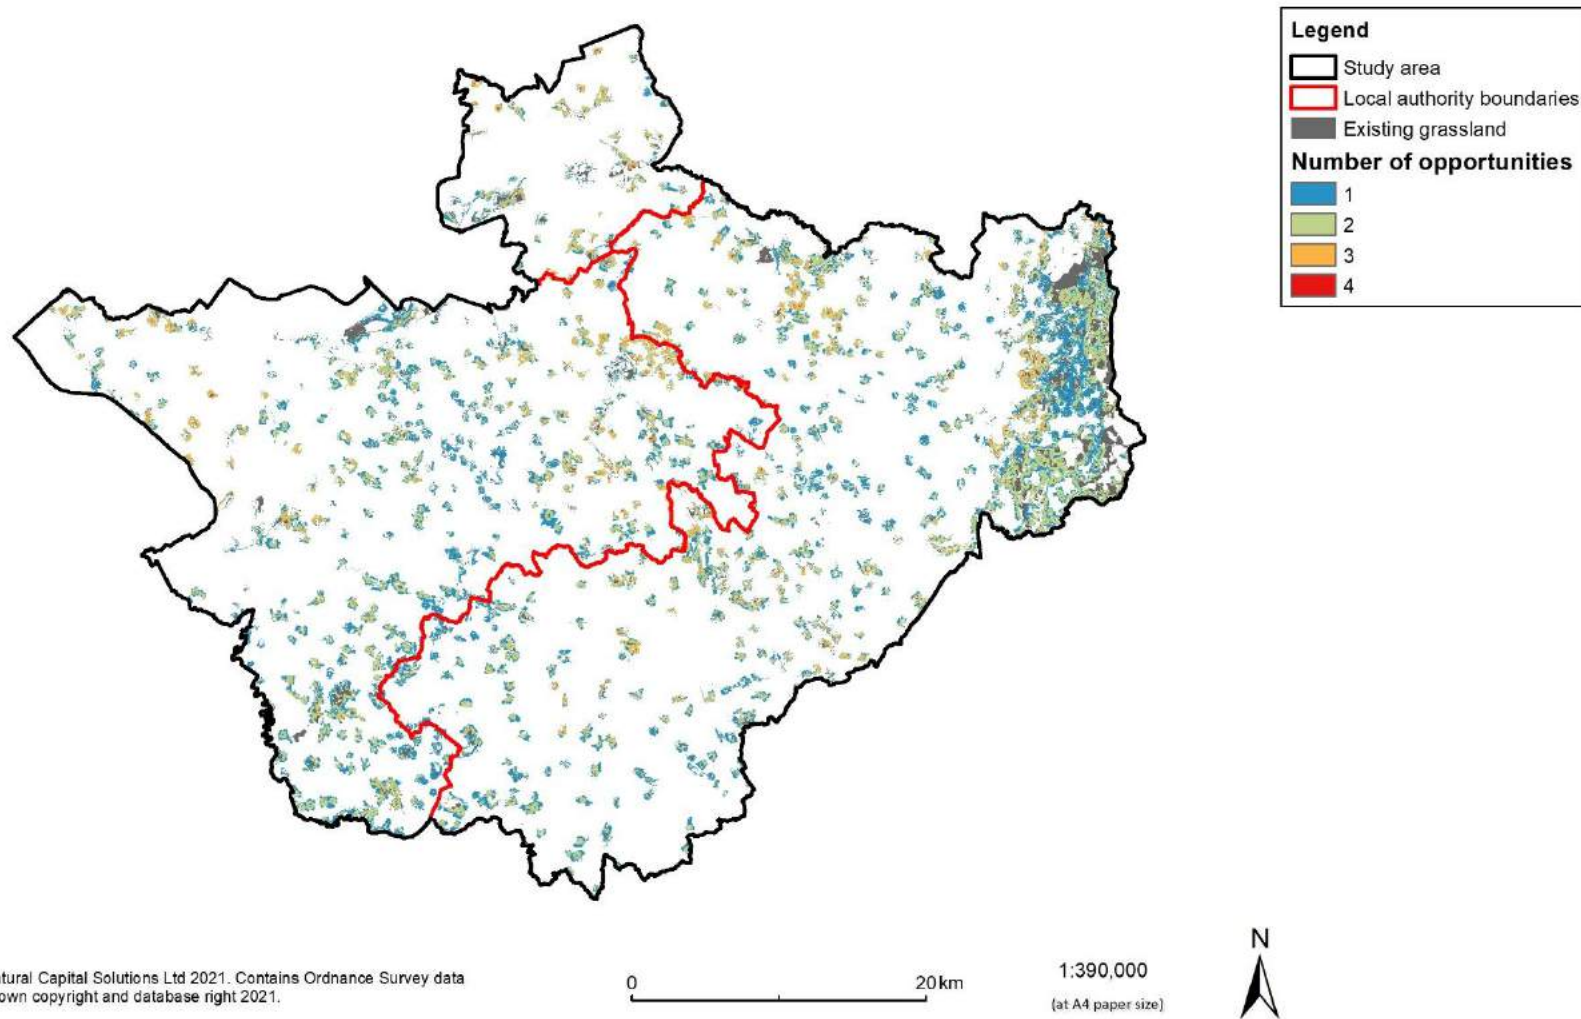 Legend
Study area
Local authority boundaries
Existing grassland
Number of opportunities
1
2
3
4
tural Capital Solutions Ltd 2021. Contains Ordnance Survey data
own copyright and database right 2021.
0 20 km
1:390,000
(at A4 paper size)
N